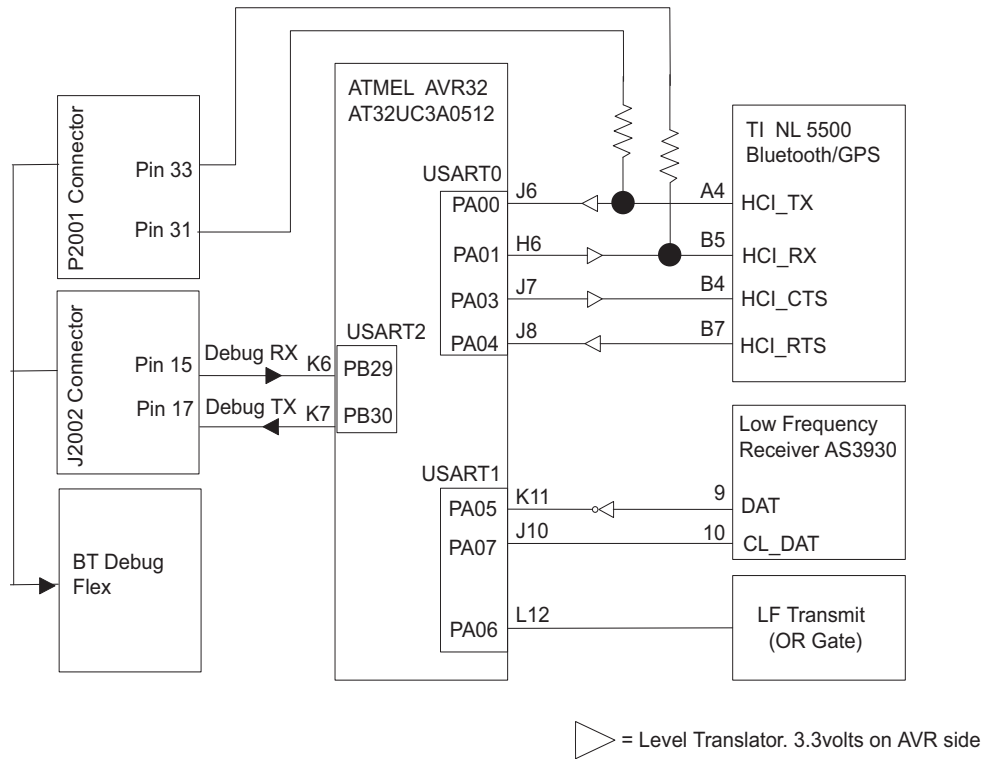 ATMEL AVR32
AT32UC3A0512
P2001 Connector
Pin 33
Pin 31
J2002 Connector
Pin 15
Pin 17
Debug RX
Debug TX
K6
K7
USART2
PB29
PB30
BT Debug
Flex
USART0
PA00
PA01
PA03
PA04
J6
H6
J7
J8
A4
B5
B4
B7
TI NL 5500
Bluetooth/GPS
HCI_TX
HCI_RX
HCI_CTS
HCI_RTS
USART1
PA05
PA07
PA06
K11
J10
L12
9
10
Low Frequency
Receiver AS3930
DAT
CL_DAT
LF Transmit
(OR Gate)
= Level Translator. 3.3volts on AVR side